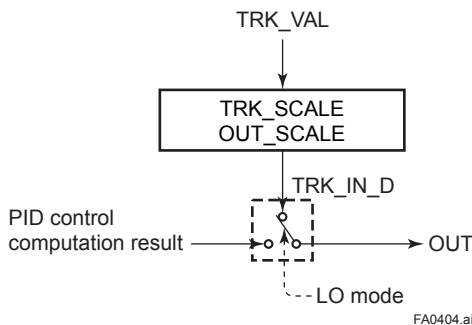 TRK_VAL
TRK_SCALE
OUT_SCALE
TRK_IN_D
PID control
computation result
OUT
LO mode
FA0404.ai